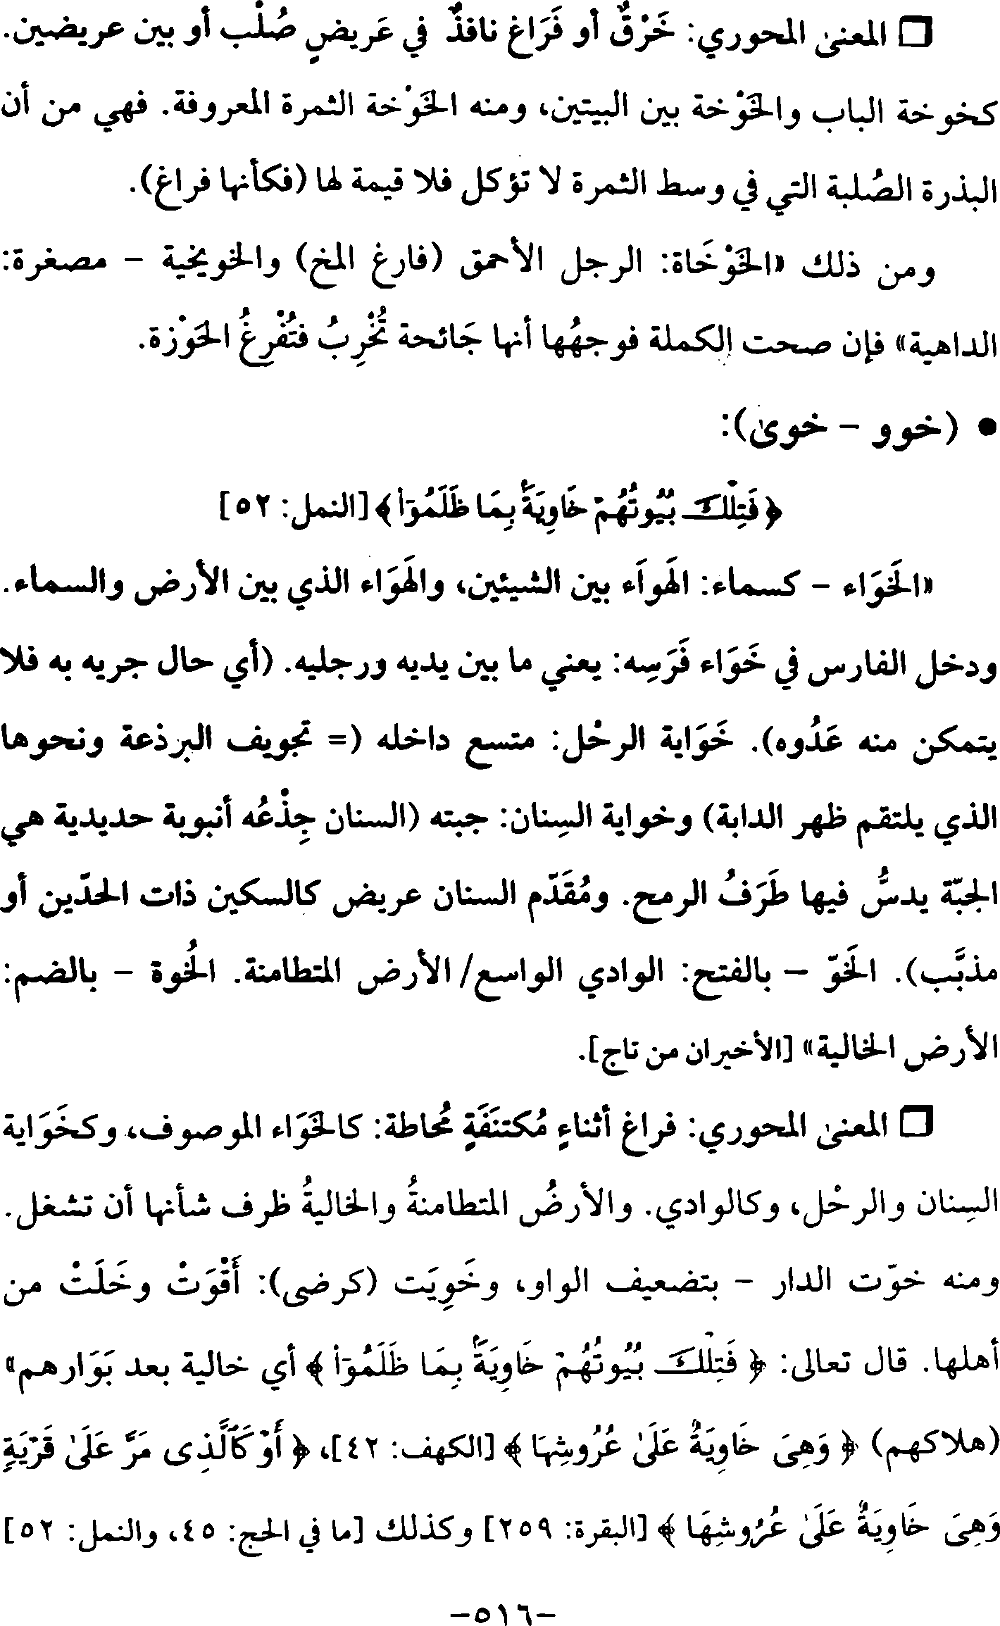 ❒ المعنىٰ المحوري: خَرْقٌ أو فَرَاغ نافذٌ في عَريضٍ صُلْب أو بين عريضين.
كخوخة الباب والخَوْخة بين البيتين، ومنه الخَوْخة الثمرة المعروفة. فهي من أن
البذرة الصُلبة التي في وسط الثمرة لا تؤكل فلا قيمة لها (فكأنها فراغ).
ومن ذلك «الخَوْخَاة: الرجل الأحمق (فارغ المخ) والخويخية – مصغرة:
الداهية» فإن صحت الكملة فوجهُها أنها جَائحة تُخْرِبُ فتُفْرِغُ الحَوْزة.
• (خوو – خوىٰ):
﴿ فَتِلْكَ بُيُوتُهُمْ خَاوِيَةً بِمَا ظَلَمُوٓا۟ ﴾ [النمل: ٥٢]
«الخَوَاء – كسماء: الهَواَء بين الشيئين، والهَوَاء الذي بين الأرض والسماء.
ودخل الفارس في خَوَاء فَرَسِه: يعني ما بين يديه ورجليه. (أي حال جريه به فلا
يتمكن منه عَدُوه). خَوَاية الرحْل: متسع داخله (= تجويف البرذعة ونحوها
الذي يلتقم ظهر الدابة) وخواية السِنان: جبته (السنان جِذْعُه أنبوبة حديدية هي
الجبّة يدسُّ فيها طَرَفُ الرمح. ومُقَدّم السنان عريض كالسكين ذات الحدّين أو
مذبَّب). الخَوّ – بالفتح: الوادي الواسع/ الأرض المتطامنة. الخُوة – بالضم:
الأرض الخالية» [الأخيران من تاج].
❒ المعنىٰ المحوري: فراغ أثناءٍ مُكتنَفَةٍ مُحاطة: كالخَوَاء الموصوف، وكخَوَاية
السِنان والرحْل، وكالوادي. والأرضُ المتطامنةُ والخاليةُ ظرف شأنها أن تشغل.
ومنه خوّت الدار – بتضعيف الواو، وخَوِيَت (كرضى): أَقْوَتْ وخَلَتْ من
أهلها. قال تعالى: ﴿ فَتِلْكَ بُيُوتُهُمْ خَاوِيَةً بِمَا ظَلَمُوٓا۟ ﴾ أي خالية بعد بَوَارهم»
(هلاكهم) ﴿ وَهِىَ خَاوِيَةٌ عَلَىٰ عُرُوشِهَا ﴾ [الكهف: ٤٢]، ﴿ أَوْ كَٱلَّذِى مَرَّ عَلَىٰ قَرْيَةٍ
وَهِىَ خَاوِيَةٌ عَلَىٰ عُرُوشِهَا ﴾ [البقرة: ٢٥٩] وكذلك [ما في الحج: ٤٥، والنمل: ٥٢]
–٥١٦–